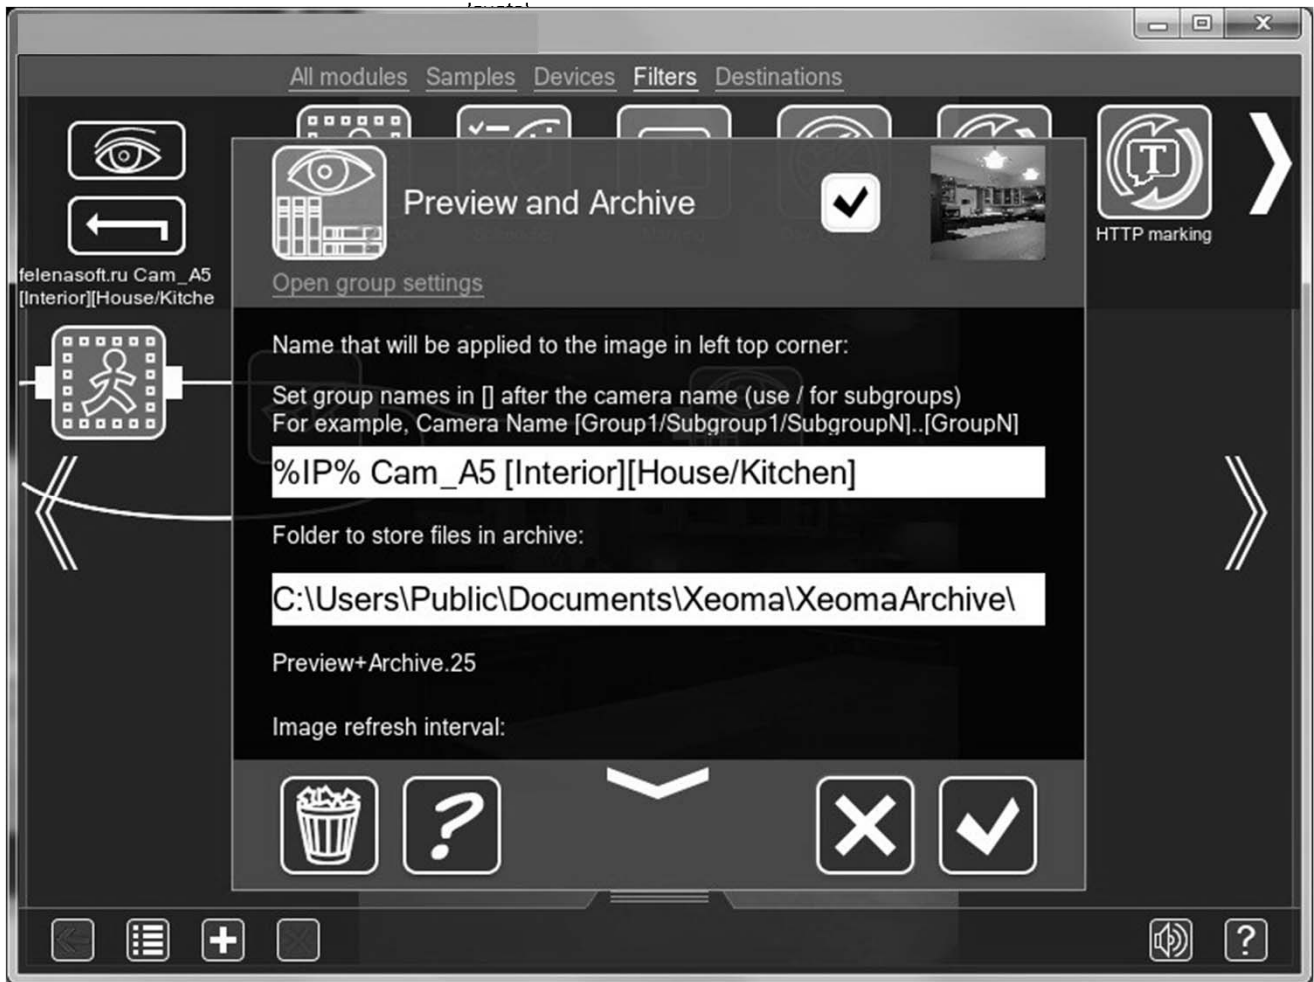 All modules Samples Devices Filters Destinations
Preview and Archive
HTTP marking
felenasoft.ru Cam_A5
[Interior][House/Kitche
Open group settings
Name that will be applied to the image in left top corner:
Set group names in [] after the camera name (use / for subgroups)
For example, Camera Name [Group1/Subgroup1/SubgroupN]..[GroupN]
%IP% Cam_A5 [Interior][House/Kitchen]
Folder to store files in archive:
C:\Users\Public\Documents\Xeoma\XeomaArchive\
Preview+Archive.25
Image refresh interval: